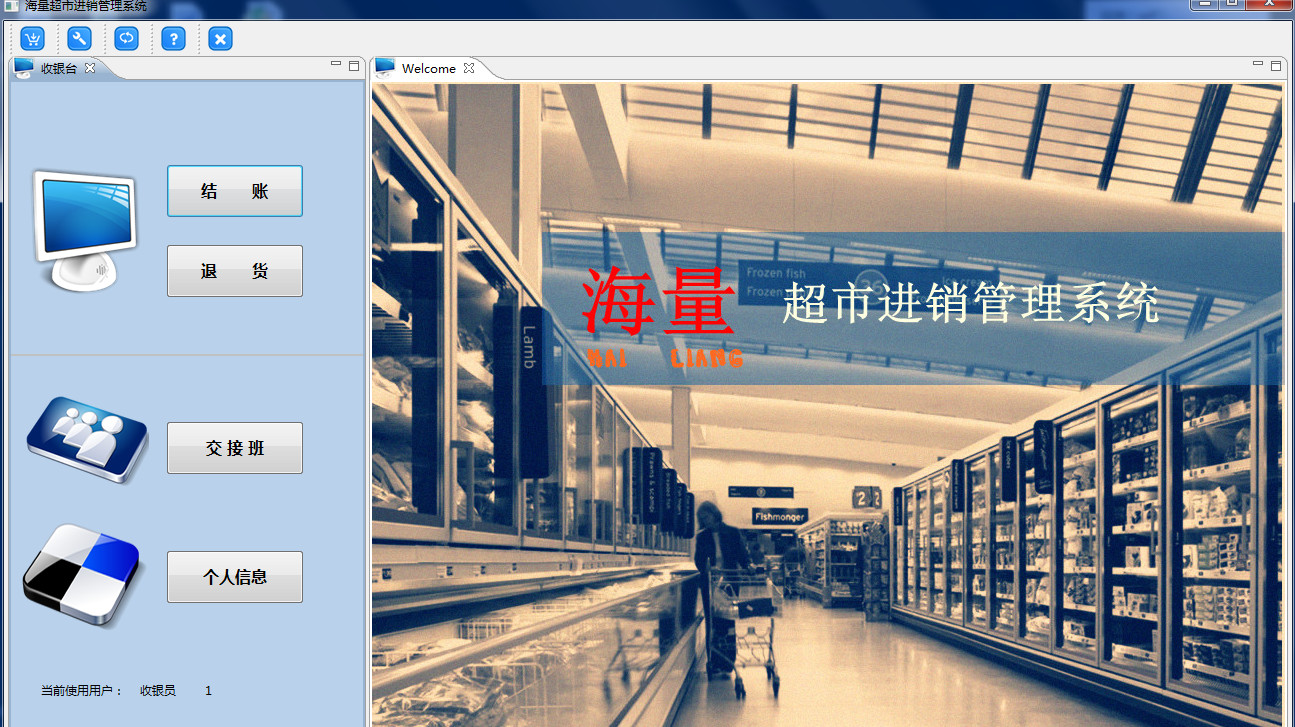 海量超市进销管理系统
收银台
Welcome
结 账
退 货
交 接 班
个人信息
当前使用用户： 收银员 1
Frozen fish
Frozen
海量
超市进销管理系统
HAI LIANG
Lamb
2
Fishmonger